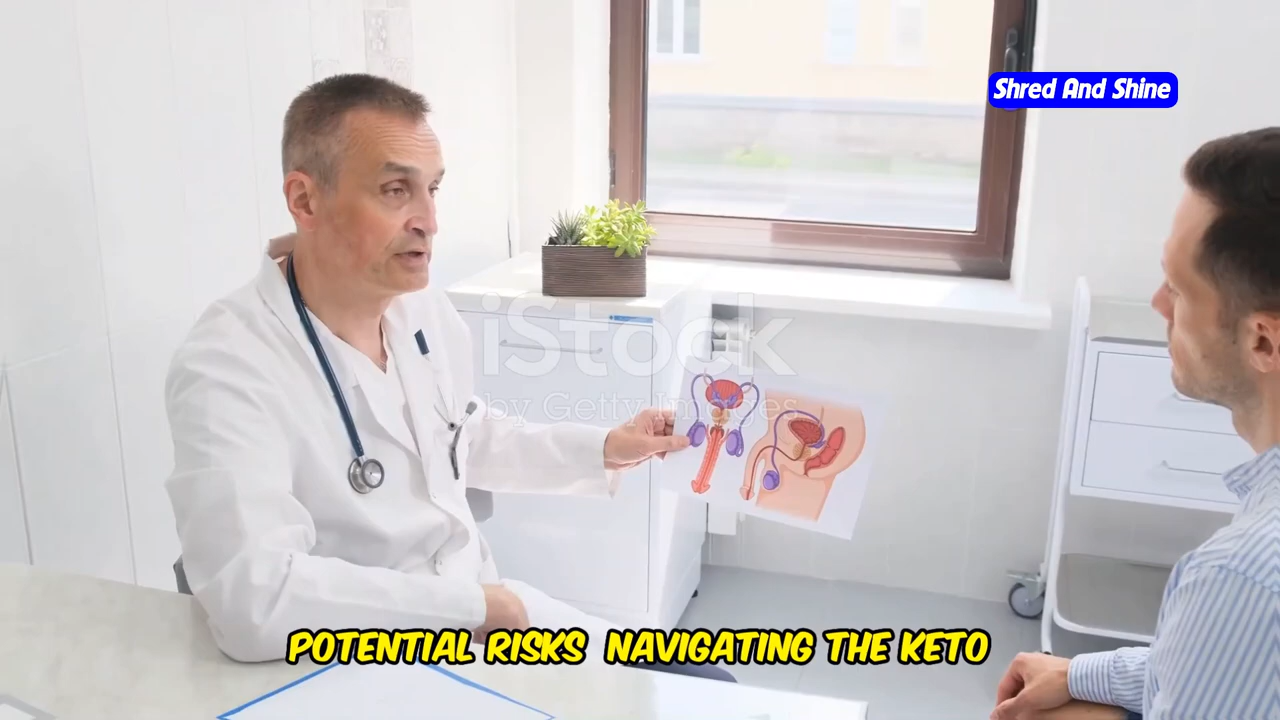 Shred And Shine
iStock
by Getty Images
POTENTIAL RISKS NAVIGATING THE KETO